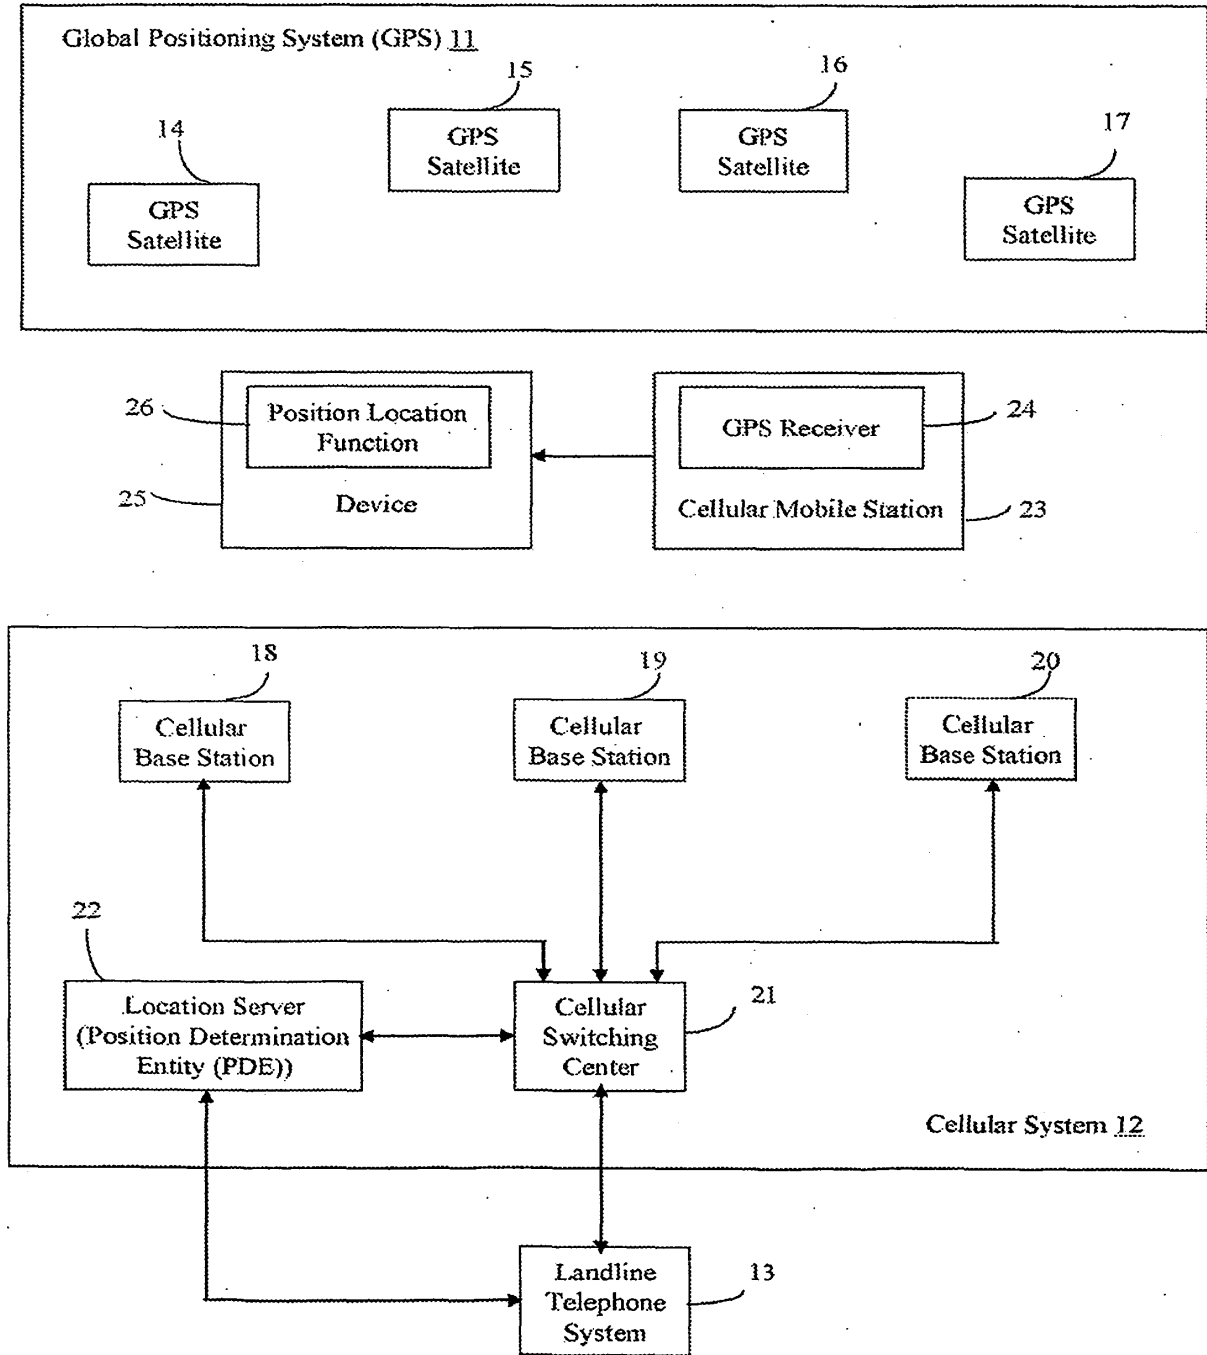 Global Positioning System (GPS) 11
15
16
14
17
GPS
Satellite
GPS
Satellite
GPS
Satellite
GPS
Satellite
26
Position Location
Function
GPS Receiver
24
25
Device
Cellular Mobile Station
23
18
19
20
Cellular
Base Station
Cellular
Base Station
Cellular
Base Station
22
Location Server
(Position Determination
Entity (PDE))
Cellular
Switching
Center
21
Cellular System 12
Landline
Telephone
System
13